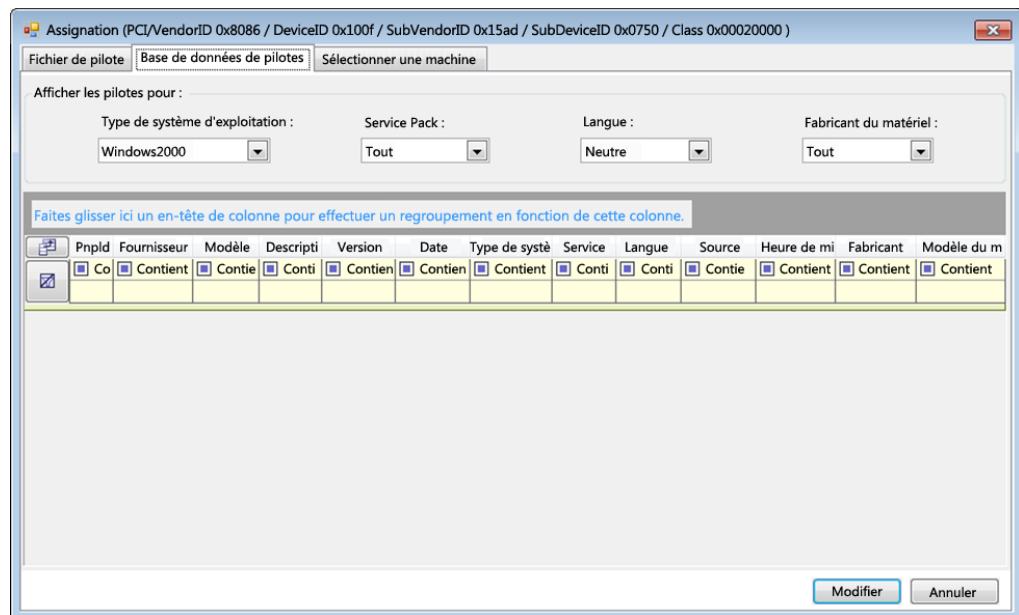 Assignation (PCI/VendorID 0x8086 / DeviceID 0x100f / SubVendorID 0x15ad / SubDeviceID 0x0750 / Class 0x00020000 )
Fichier de pilote Base de données de pilotes Sélectionner une machine
Afficher les pilotes pour :
Type de système d'exploitation : Service Pack : Langue : Fabricant du matériel :
Windows2000 Tout Neutre Tout
Faites glisser ici un en-tête de colonne pour effectuer un regroupement en fonction de cette colonne.
PnpId Fournisseur Modèle Descripti Version Date Type de systè Service Langue Source Heure de mi Fabricant Modèle du m
Co Contient Contie Conti Contien Contien Contient Conti Conti Contie Contient Contient Contient
Modifier Annuler